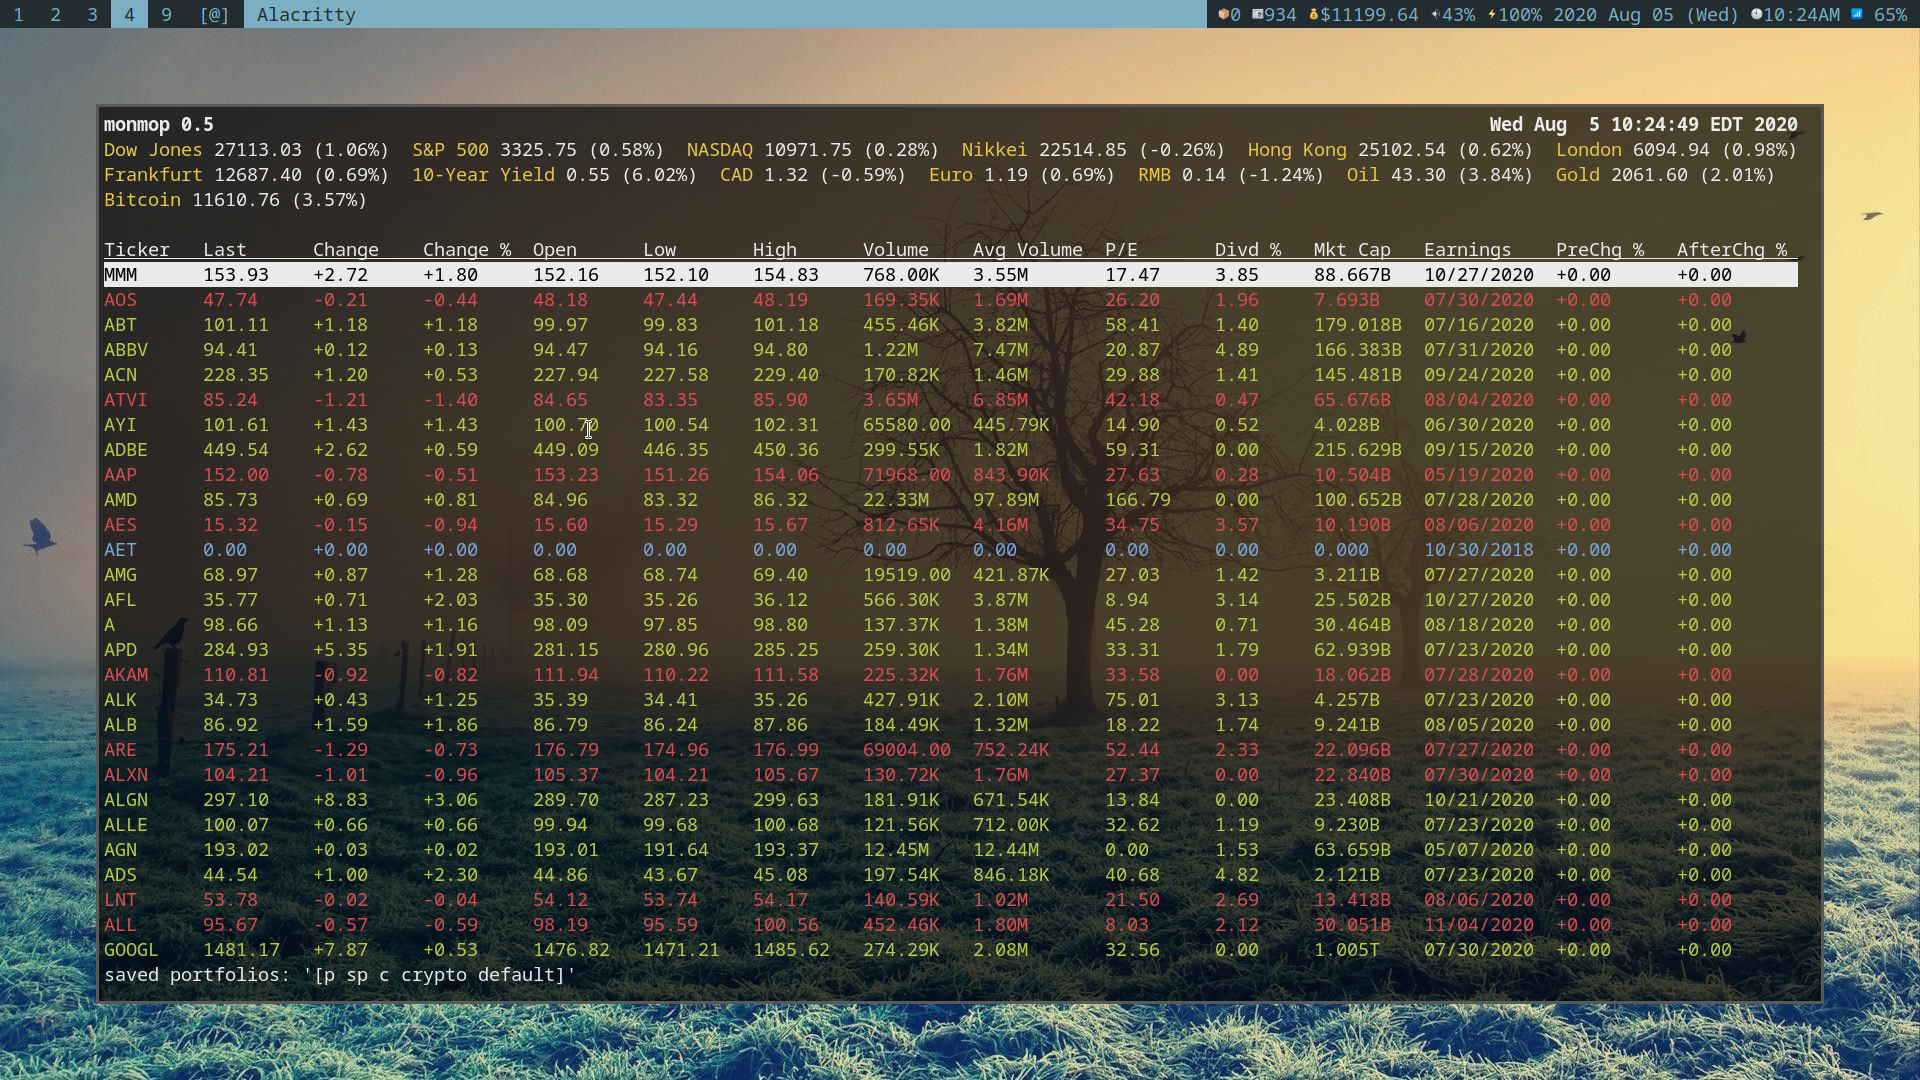 1 2 3 4 9 [@] Alacritty 0 934 $11199.64 43% 100% 2020 Aug 05 (Wed) 10:24AM 65%
monmop 0.5 Wed Aug  5 10:24:49 EDT 2020
Dow Jones 27113.03 (1.06%) S&P 500 3325.75 (0.58%) NASDAQ 10971.75 (0.28%) Nikkei 22514.85 (-0.26%) Hong Kong 25102.54 (0.62%) London 6094.94 (0.98%)
Frankfurt 12687.40 (0.69%) 10-Year Yield 0.55 (6.02%) CAD 1.32 (-0.59%) Euro 1.19 (0.69%) RMB 0.14 (-1.24%) Oil 43.30 (3.84%) Gold 2061.60 (2.01%)
Bitcoin 11610.76 (3.57%)
Ticker Last Change Change % Open Low High Volume Avg Volume P/E Divd % Mkt Cap Earnings PreChg % AfterChg %
MMM 153.93 +2.72 +1.80 152.16 152.10 154.83 768.00K 3.55M 17.47 3.85 88.667B 10/27/2020 +0.00 +0.00
AOS 47.74 -0.21 -0.44 48.18 47.44 48.19 169.35K 1.69M 26.20 1.96 7.693B 07/30/2020 +0.00 +0.00
ABT 101.11 +1.18 +1.18 99.97 99.83 101.18 455.46K 3.82M 58.41 1.40 179.018B 07/16/2020 +0.00 +0.00
ABBV 94.41 +0.12 +0.13 94.47 94.16 94.80 1.22M 7.47M 20.87 4.89 166.383B 07/31/2020 +0.00 +0.00
ACN 228.35 +1.20 +0.53 227.94 227.58 229.40 170.82K 1.46M 29.88 1.41 145.481B 09/24/2020 +0.00 +0.00
ATVI 85.24 -1.21 -1.40 84.65 83.35 85.90 3.65M 6.85M 42.18 0.47 65.676B 08/04/2020 +0.00 +0.00
AYI 101.61 +1.43 +1.43 100.70 100.54 102.31 65580.00 445.79K 14.90 0.52 4.028B 06/30/2020 +0.00 +0.00
ADBE 449.54 +2.62 +0.59 449.09 446.35 450.36 299.55K 1.82M 59.31 0.00 215.629B 09/15/2020 +0.00 +0.00
AAP 152.00 -0.78 -0.51 153.23 151.26 154.06 71968.00 843.90K 27.63 0.28 10.504B 05/19/2020 +0.00 +0.00
AMD 85.73 +0.69 +0.81 84.96 83.32 86.32 22.33M 97.89M 166.79 0.00 100.652B 07/28/2020 +0.00 +0.00
AES 15.32 -0.15 -0.94 15.60 15.29 15.67 812.65K 4.16M 34.75 3.57 10.190B 08/06/2020 +0.00 +0.00
AET 0.00 +0.00 +0.00 0.00 0.00 0.00 0.00 0.00 0.00 0.00 0.000 10/30/2018 +0.00 +0.00
AMG 68.97 +0.87 +1.28 68.68 68.74 69.40 19519.00 421.87K 27.03 1.42 3.211B 07/27/2020 +0.00 +0.00
AFL 35.77 +0.71 +2.03 35.30 35.26 36.12 566.30K 3.87M 8.94 3.14 25.502B 10/27/2020 +0.00 +0.00
A 98.66 +1.13 +1.16 98.09 97.85 98.80 137.37K 1.38M 45.28 0.71 30.464B 08/18/2020 +0.00 +0.00
APD 284.93 +5.35 +1.91 281.15 280.96 285.25 259.30K 1.34M 33.31 1.79 62.939B 07/23/2020 +0.00 +0.00
AKAM 110.81 -0.92 -0.82 111.94 110.22 111.58 225.32K 1.76M 33.58 0.00 18.062B 07/28/2020 +0.00 +0.00
ALK 34.73 +0.43 +1.25 35.39 34.41 35.26 427.91K 2.10M 75.01 3.13 4.257B 07/23/2020 +0.00 +0.00
ALB 86.92 +1.59 +1.86 86.79 86.24 87.86 184.49K 1.32M 18.22 1.74 9.241B 08/05/2020 +0.00 +0.00
ARE 175.21 -1.29 -0.73 176.79 174.96 176.99 69004.00 752.24K 52.44 2.33 22.096B 07/27/2020 +0.00 +0.00
ALXN 104.21 -1.01 -0.96 105.37 104.21 105.67 130.72K 1.76M 27.37 0.00 22.840B 07/30/2020 +0.00 +0.00
ALGN 297.10 +8.83 +3.06 289.70 287.23 299.63 181.91K 671.54K 13.84 0.00 23.408B 10/21/2020 +0.00 +0.00
ALLE 100.07 +0.66 +0.66 99.94 99.68 100.68 121.56K 712.00K 32.62 1.19 9.230B 07/23/2020 +0.00 +0.00
AGN 193.02 +0.03 +0.02 193.01 191.64 193.37 12.45M 12.44M 0.00 1.53 63.659B 05/07/2020 +0.00 +0.00
ADS 44.54 +1.00 +2.30 44.86 43.67 45.08 197.54K 846.18K 40.68 4.82 2.121B 07/23/2020 +0.00 +0.00
LNT 53.78 -0.02 -0.04 54.12 53.74 54.17 140.59K 1.02M 21.50 2.69 13.418B 08/06/2020 +0.00 +0.00
ALL 95.67 -0.57 -0.59 98.19 95.59 100.56 452.46K 1.80M 8.03 2.12 30.051B 11/04/2020 +0.00 +0.00
GOOGL 1481.17 +7.87 +0.53 1476.82 1471.21 1485.62 274.29K 2.08M 32.56 0.00 1.005T 07/30/2020 +0.00 +0.00
saved portfolios: '[p sp c crypto default]'